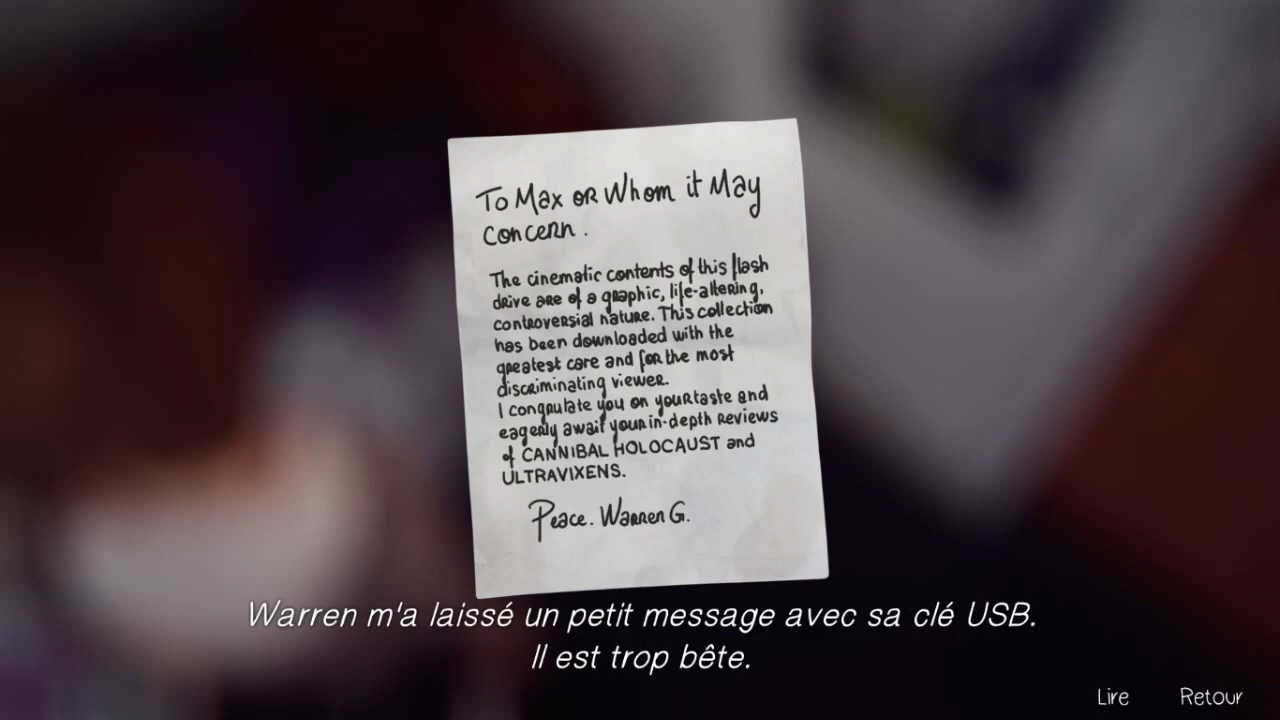 To Max or Whom it May
Concern.
The cinematic contents of this flash
drive are of a graphic, life-altering,
controversial nature. This collection
has been downloaded with the
greatest care and for the most
discriminating viewer.
I congrulate you on your taste and
eagerly await your in-depth reviews
of CANNIBAL HOLOCAUST and
ULTRAVIXENS.
Peace. Warren G.
Warren m'a laissé un petit message avec sa clé USB.
Il est trop bête.
Lire Retour